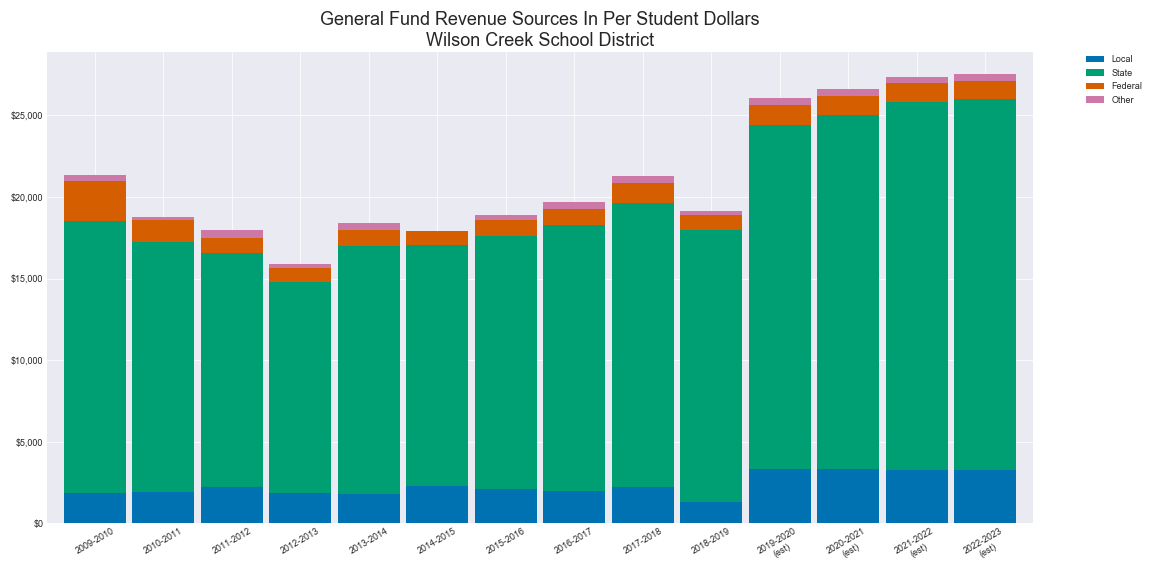 General Fund Revenue Sources In Per Student Dollars
Wilson Creek School District
Local
State
Federal
Other
$25,000
$20,000
$15,000
$10,000
$5,000
$0
2009-2010
2010-2011
2011-2012
2012-2013
2013-2014
2014-2015
2015-2016
2016-2017
2017-2018
2018-2019
2019-2020
(est)
2020-2021
(est)
2021-2022
(est)
2022-2023
(est)